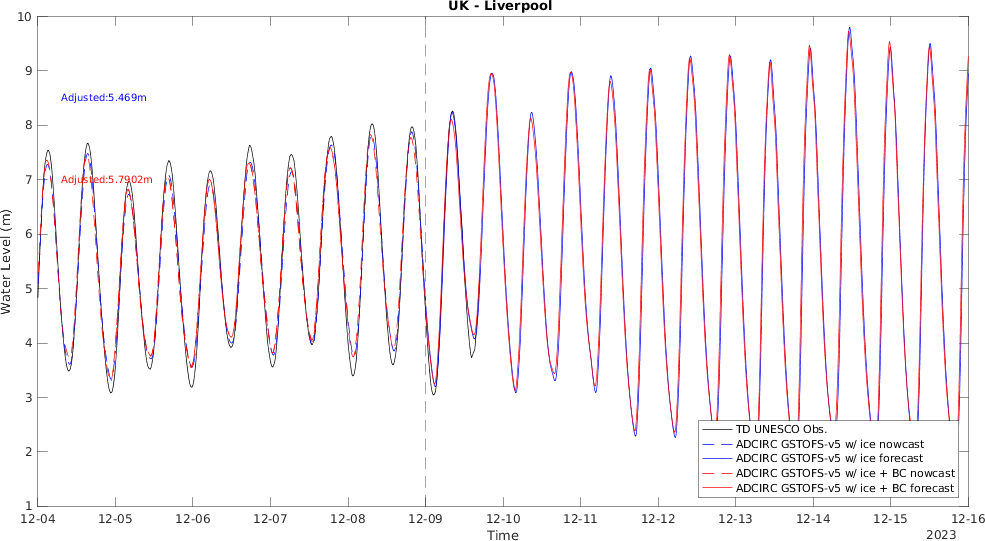 UK - Liverpool
10
9
8
7
6
5
4
3
2
1
Water Level (m)
Adjusted:5.469m
Adjusted:5.7902m
TD UNESCO Obs.
ADCIRC GSTOFS-v5 w/ ice nowcast
ADCIRC GSTOFS-v5 w/ ice forecast
ADCIRC GSTOFS-v5 w/ ice + BC nowcast
ADCIRC GSTOFS-v5 w/ ice + BC forecast
12-04 12-05 12-06 12-07 12-08 12-09 12-10 12-11 12-12 12-13 12-14 12-15 12-16
Time
2023